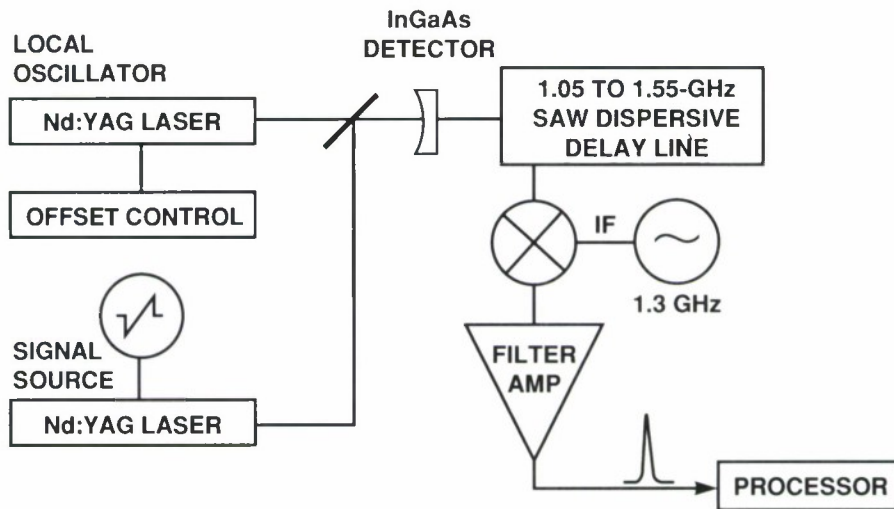 LOCAL
OSCILLATOR
Nd:YAG LASER
OFFSET CONTROL
InGaAs
DETECTOR
1.05 TO 1.55-GHz
SAW DISPERSIVE
DELAY LINE
IF
1.3 GHz
SIGNAL
SOURCE
Nd:YAG LASER
FILTER
AMP
PROCESSOR